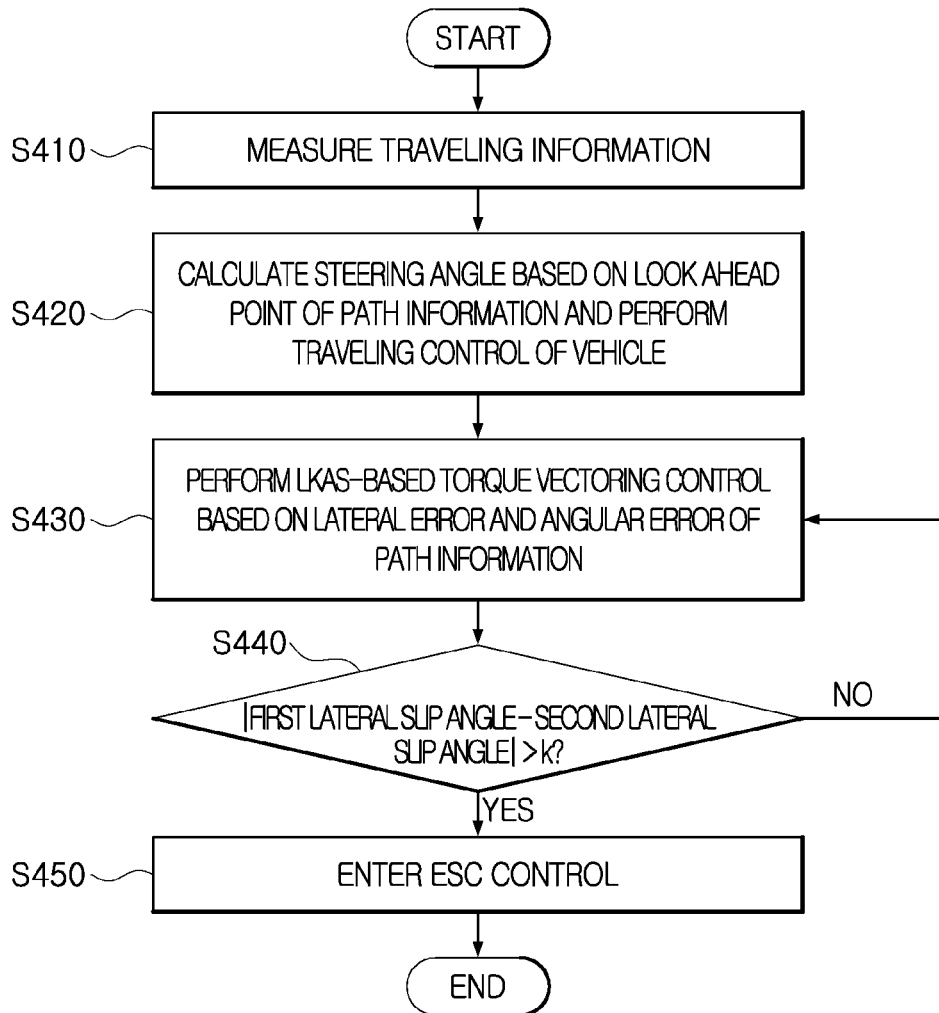 START
S410
MEASURE TRAVELING INFORMATION
S420
CALCULATE STEERING ANGLE BASED ON LOOK AHEAD
POINT OF PATH INFORMATION AND PERFORM
TRAVELING CONTROL OF VEHICLE
S430
PERFORM LKAS-BASED TORQUE VECTORING CONTROL
BASED ON LATERAL ERROR AND ANGULAR ERROR OF
PATH INFORMATION
S440
|FIRST LATERAL SLIP ANGLE-SECOND LATERAL
SLIP ANGLE| >k?
NO
YES
S450
ENTER ESC CONTROL
END